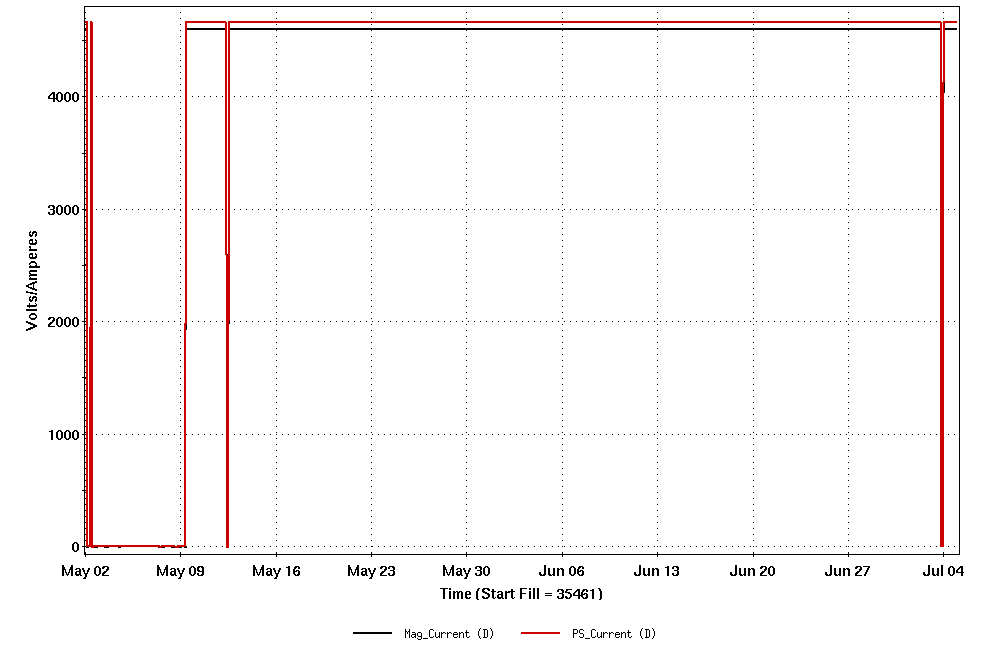 4000
3000
2000
1000
0
Volts/Amperes
May 02 May 09 May 16 May 23 May 30 Jun 06 Jun 13 Jun 20 Jun 27 Jul 04
Time (Start Fill = 35461)
Mag_Current (D) PS_Current (D)